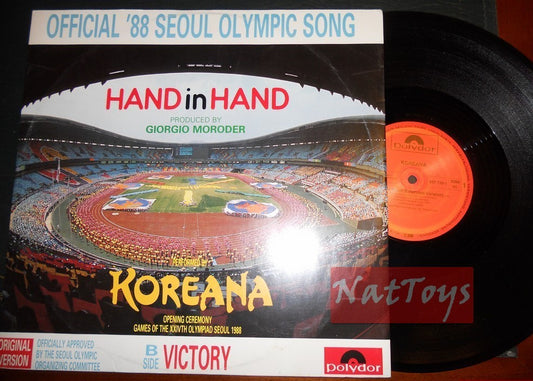 OFFICIAL '88 SEOUL OLYMPIC SONG
HAND in HAND
PRODUCED BY
GIORGIO MORODER
PERFORMED BY
KOREANA
OPENING CEREMONY
GAMES OF THE XXIVTH OLYMPIAD SEOUL 1988
ORIGINAL
VERSION
OFFICIALLY APPROVED
BY THE SEOUL OLYMPIC
ORGANIZING COMMITTEE
B
SIDE
VICTORY
Polydor
Polydor
KOREANA
NatToys